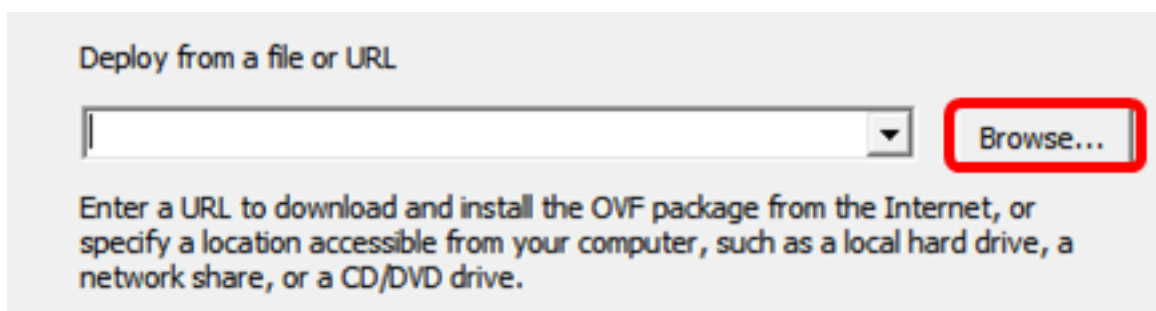 Deploy from a file or URL
Browse...
Enter a URL to download and install the OVF package from the Internet, or
specify a location accessible from your computer, such as a local hard drive, a
network share, or a CD/DVD drive.